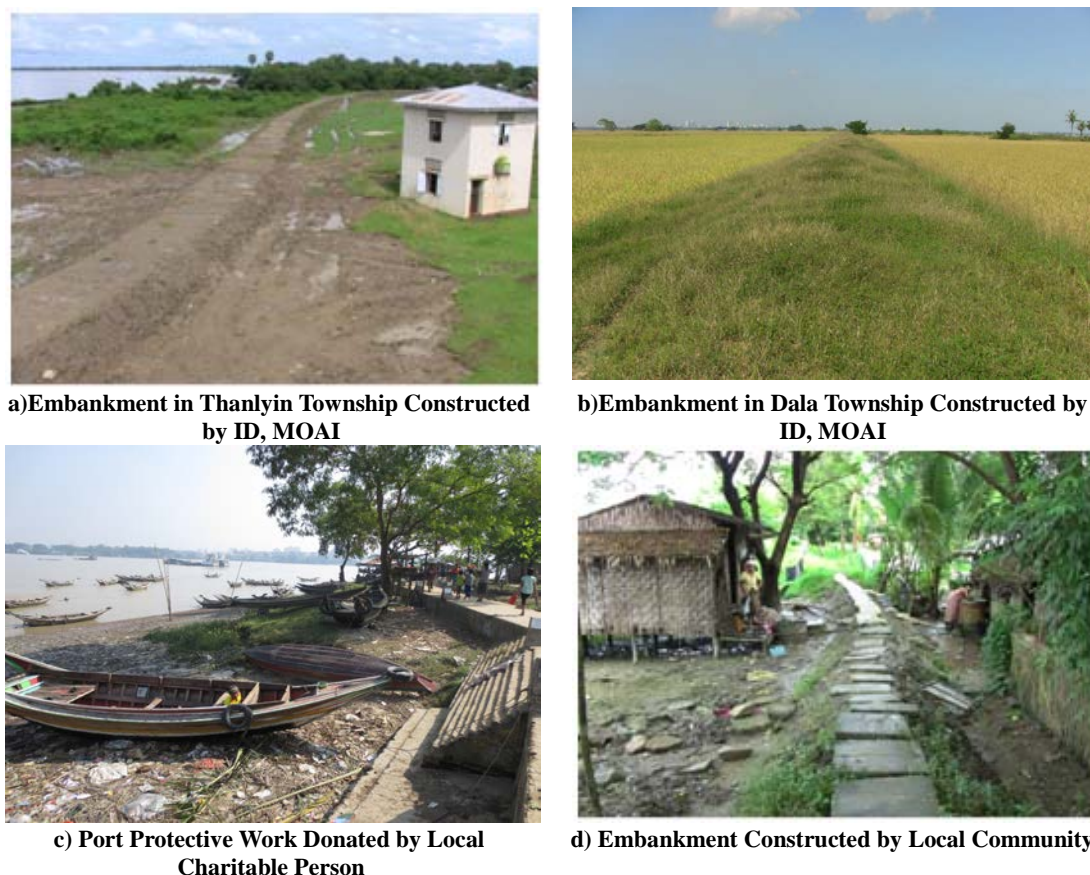 a)Embankment in Thanlyin Township Constructed
by ID, MOAI
b)Embankment in Dala Township Constructed by
ID, MOAI
c) Port Protective Work Donated by Local
Charitable Person
d) Embankment Constructed by Local Community